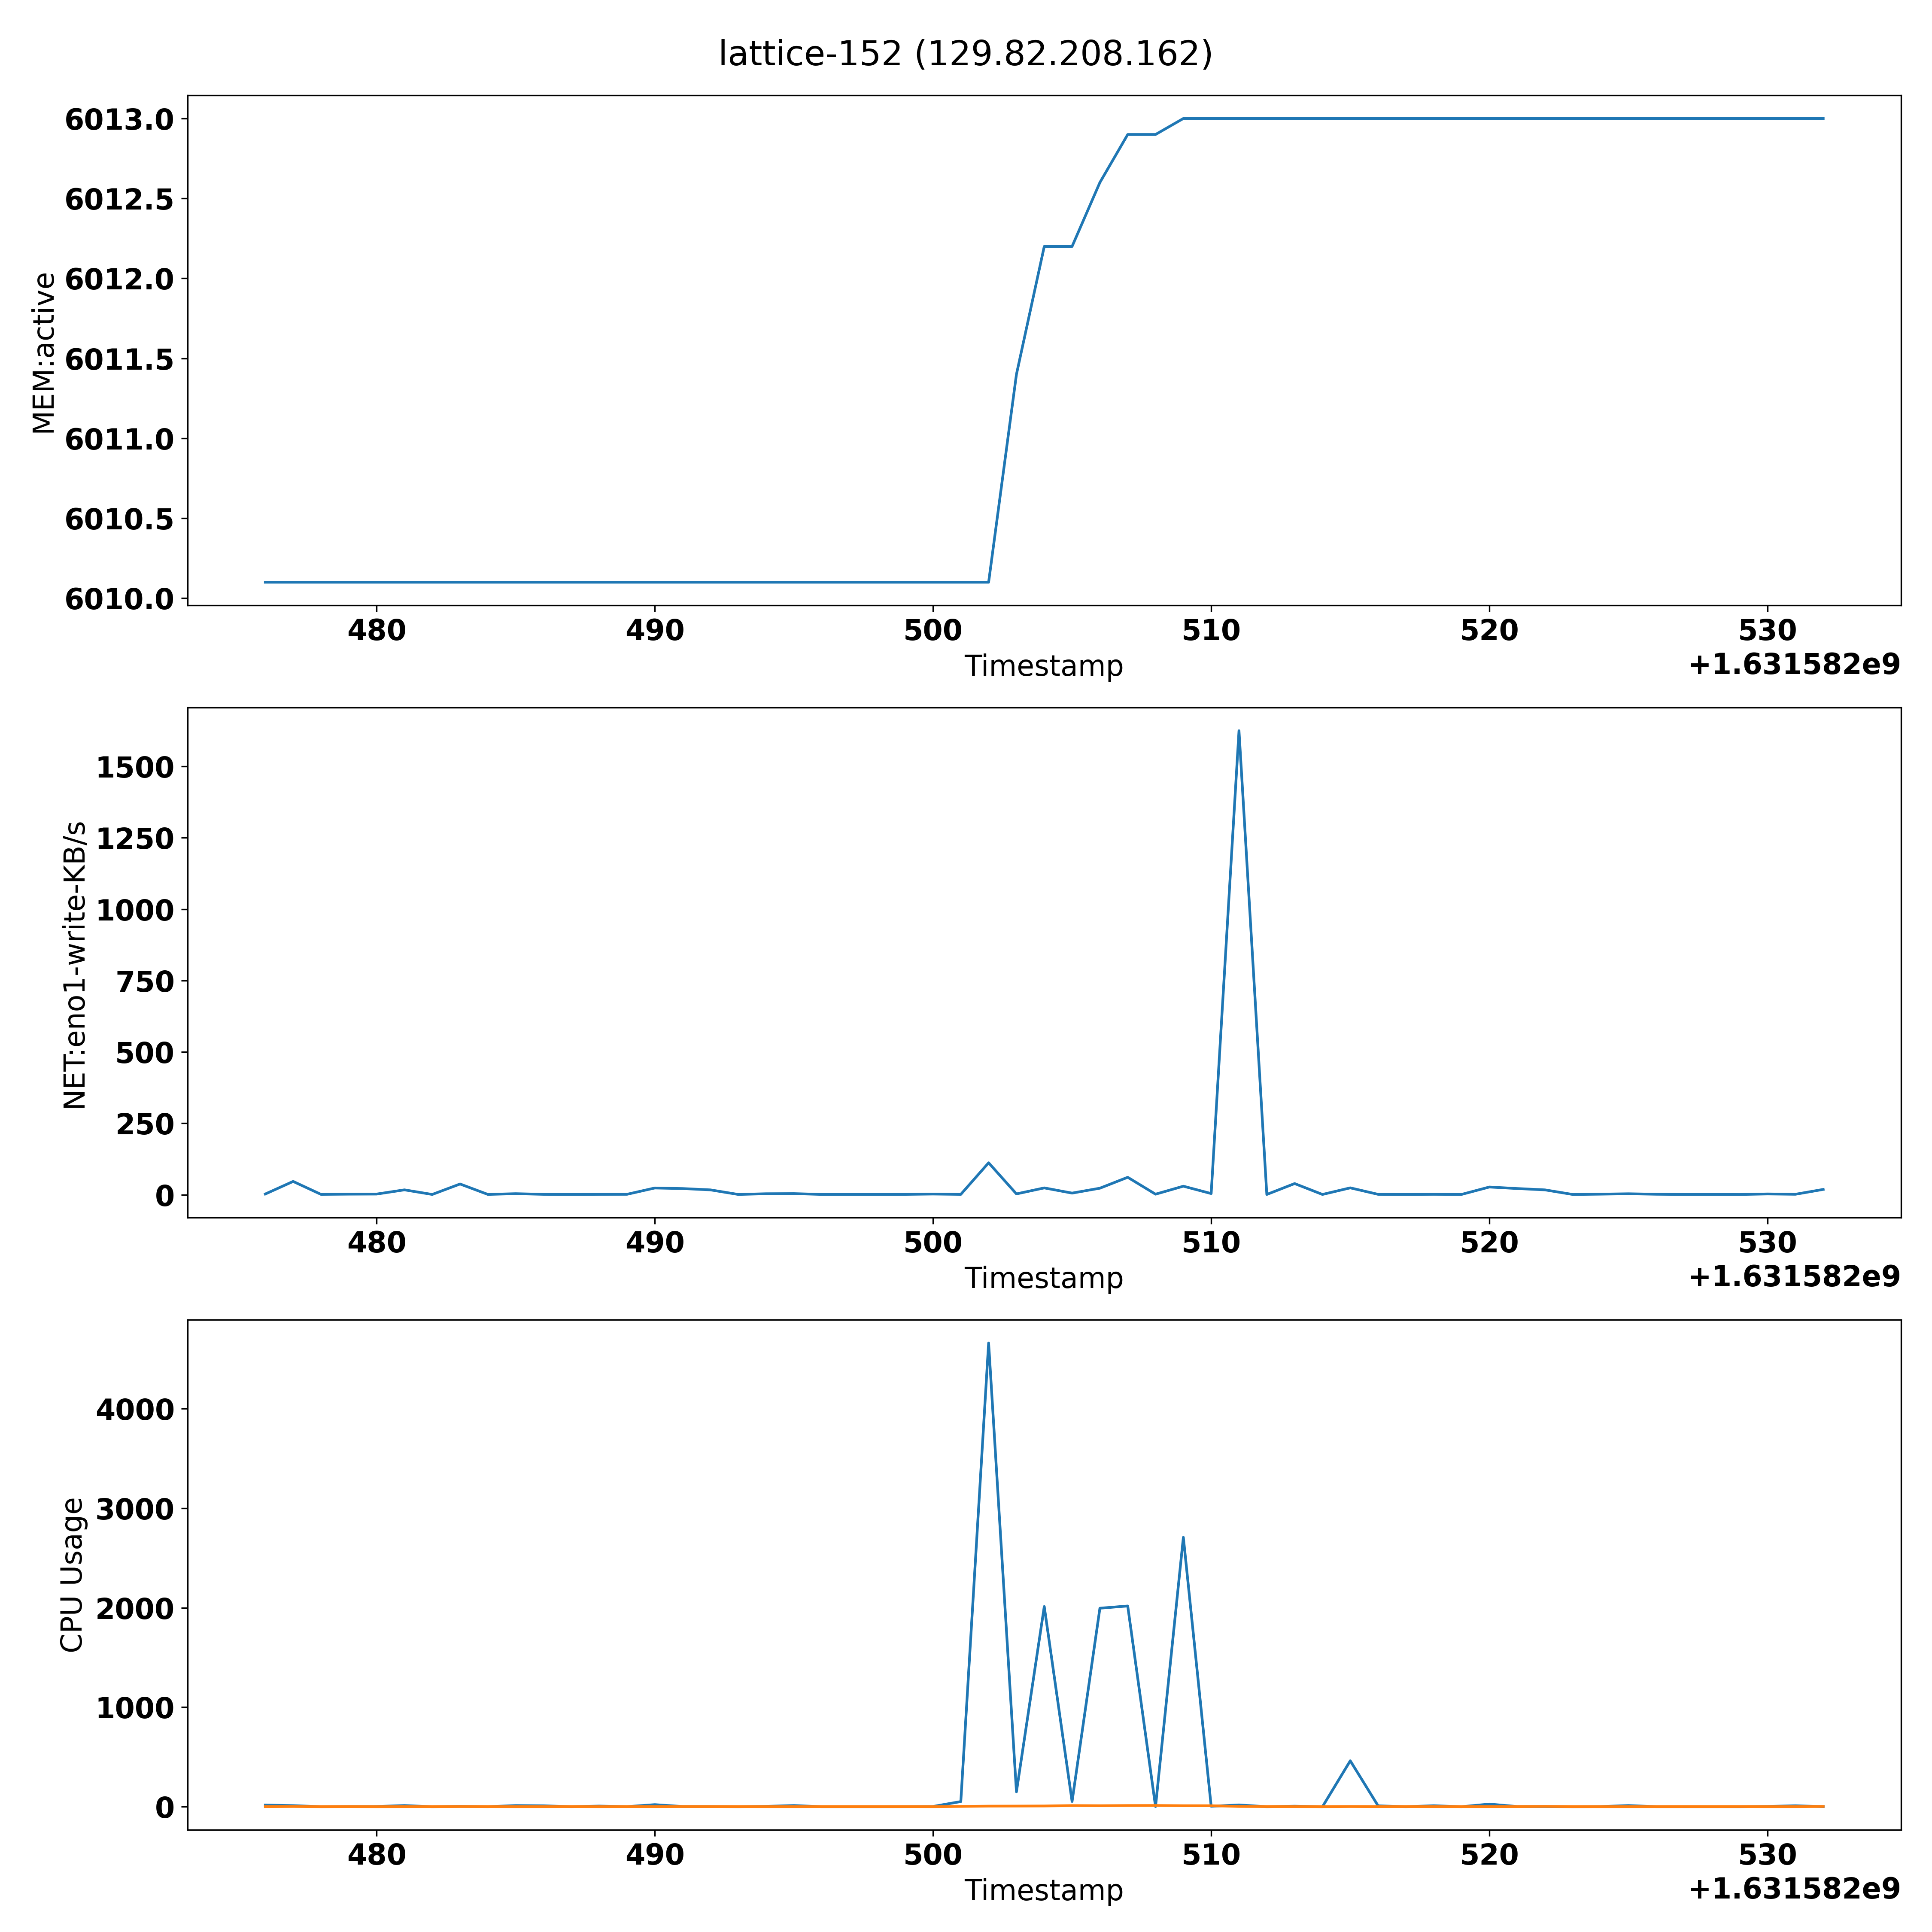 lattice-152 (129.82.208.162)
MEM:active
6013.0
6012.5
6012.0
6011.5
6011.0
6010.5
6010.0
480 490 500 510 520 530
Timestamp
+1.631582e9
NET:eno1-write-KB/s
1500
1250
1000
750
500
250
0
480 490 500 510 520 530
Timestamp
+1.631582e9
CPU Usage
4000
3000
2000
1000
0
480 490 500 510 520 530
Timestamp
+1.631582e9